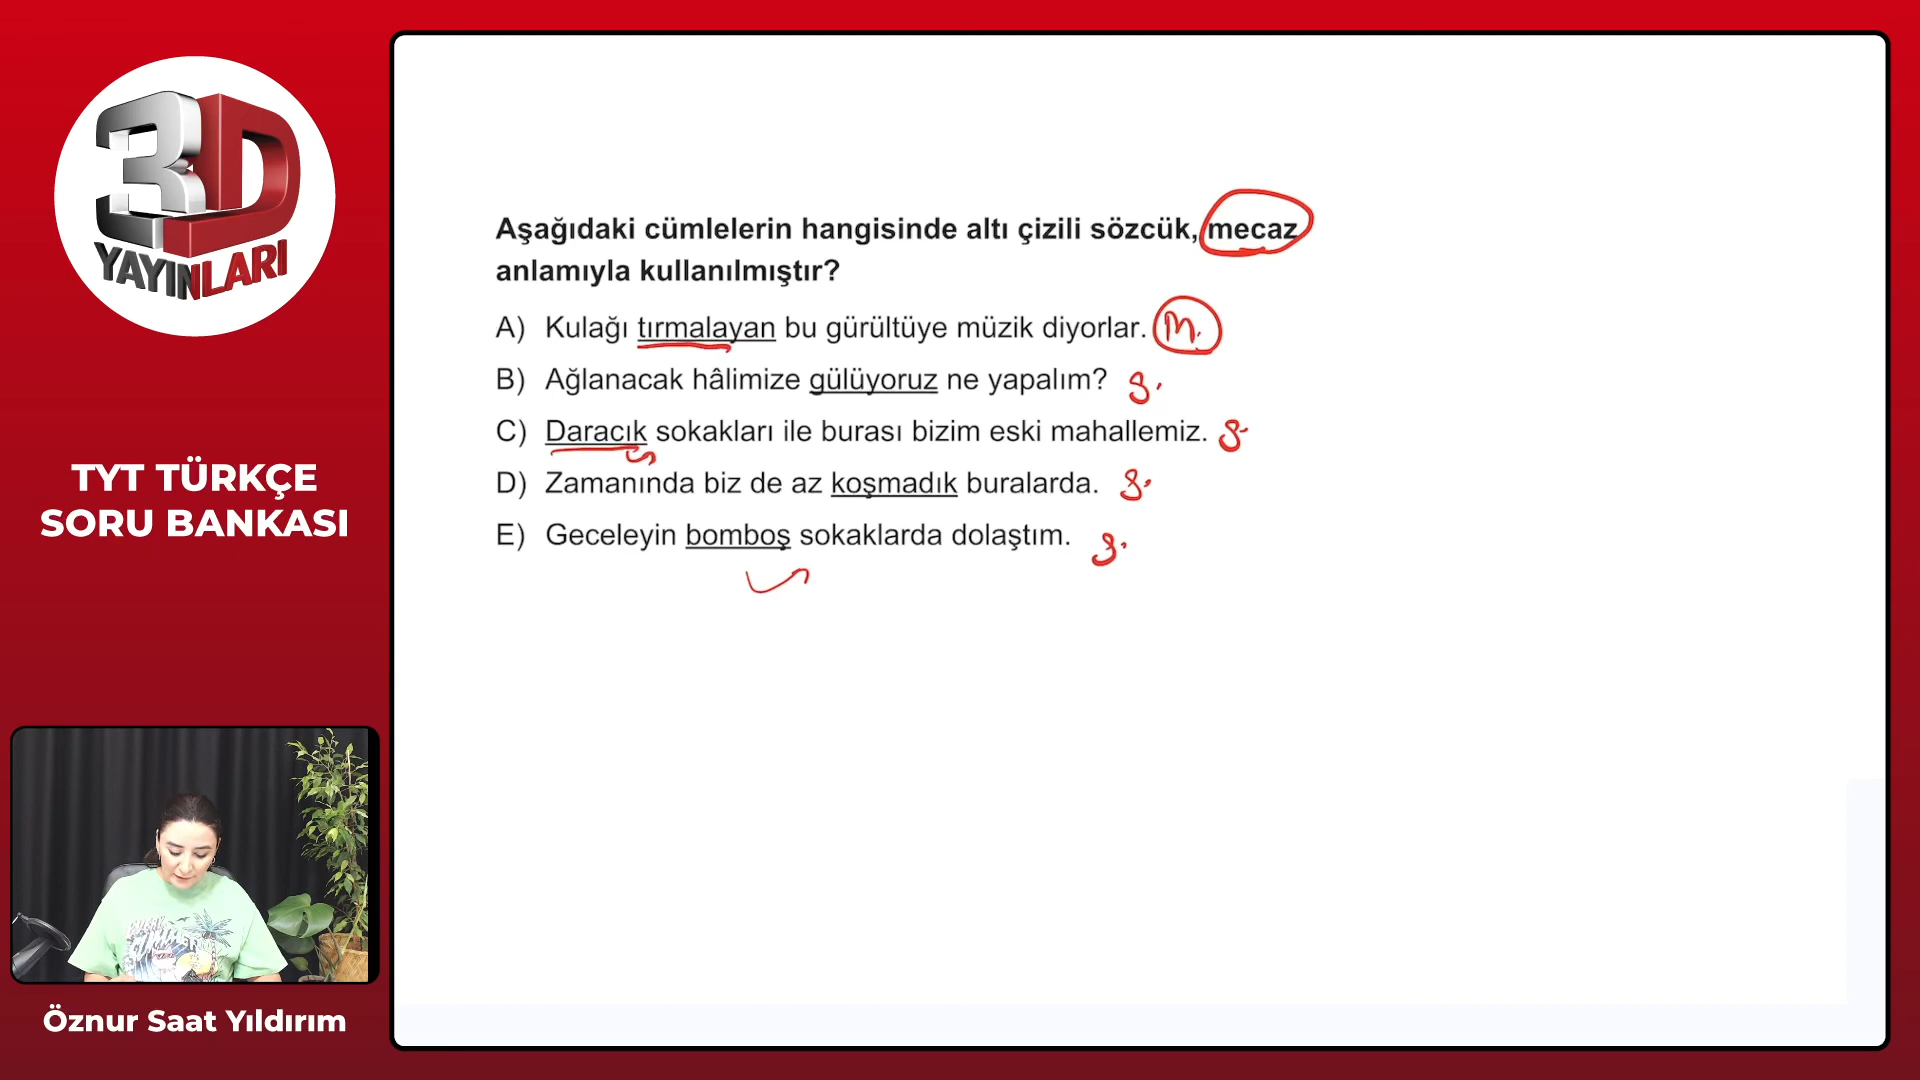 3D
YAYINLARI
TYT TÜRKÇE
SORU BANKASI
Öznur Saat Yıldırım
Aşağıdaki cümlelerin hangisinde altı çizili sözcük, mecaz
anlamıyla kullanılmıştır?
A) Kulağı tırmalayan bu gürültüye müzik diyorlar. M.
B) Ağlanacak hâlimize gülüyoruz ne yapalım? g.
C) Daracık sokakları ile burası bizim eski mahallemiz. g.
D) Zamanında biz de az koşmadık buralarda. g.
E) Geceleyin bomboş sokaklarda dolaştım. g.